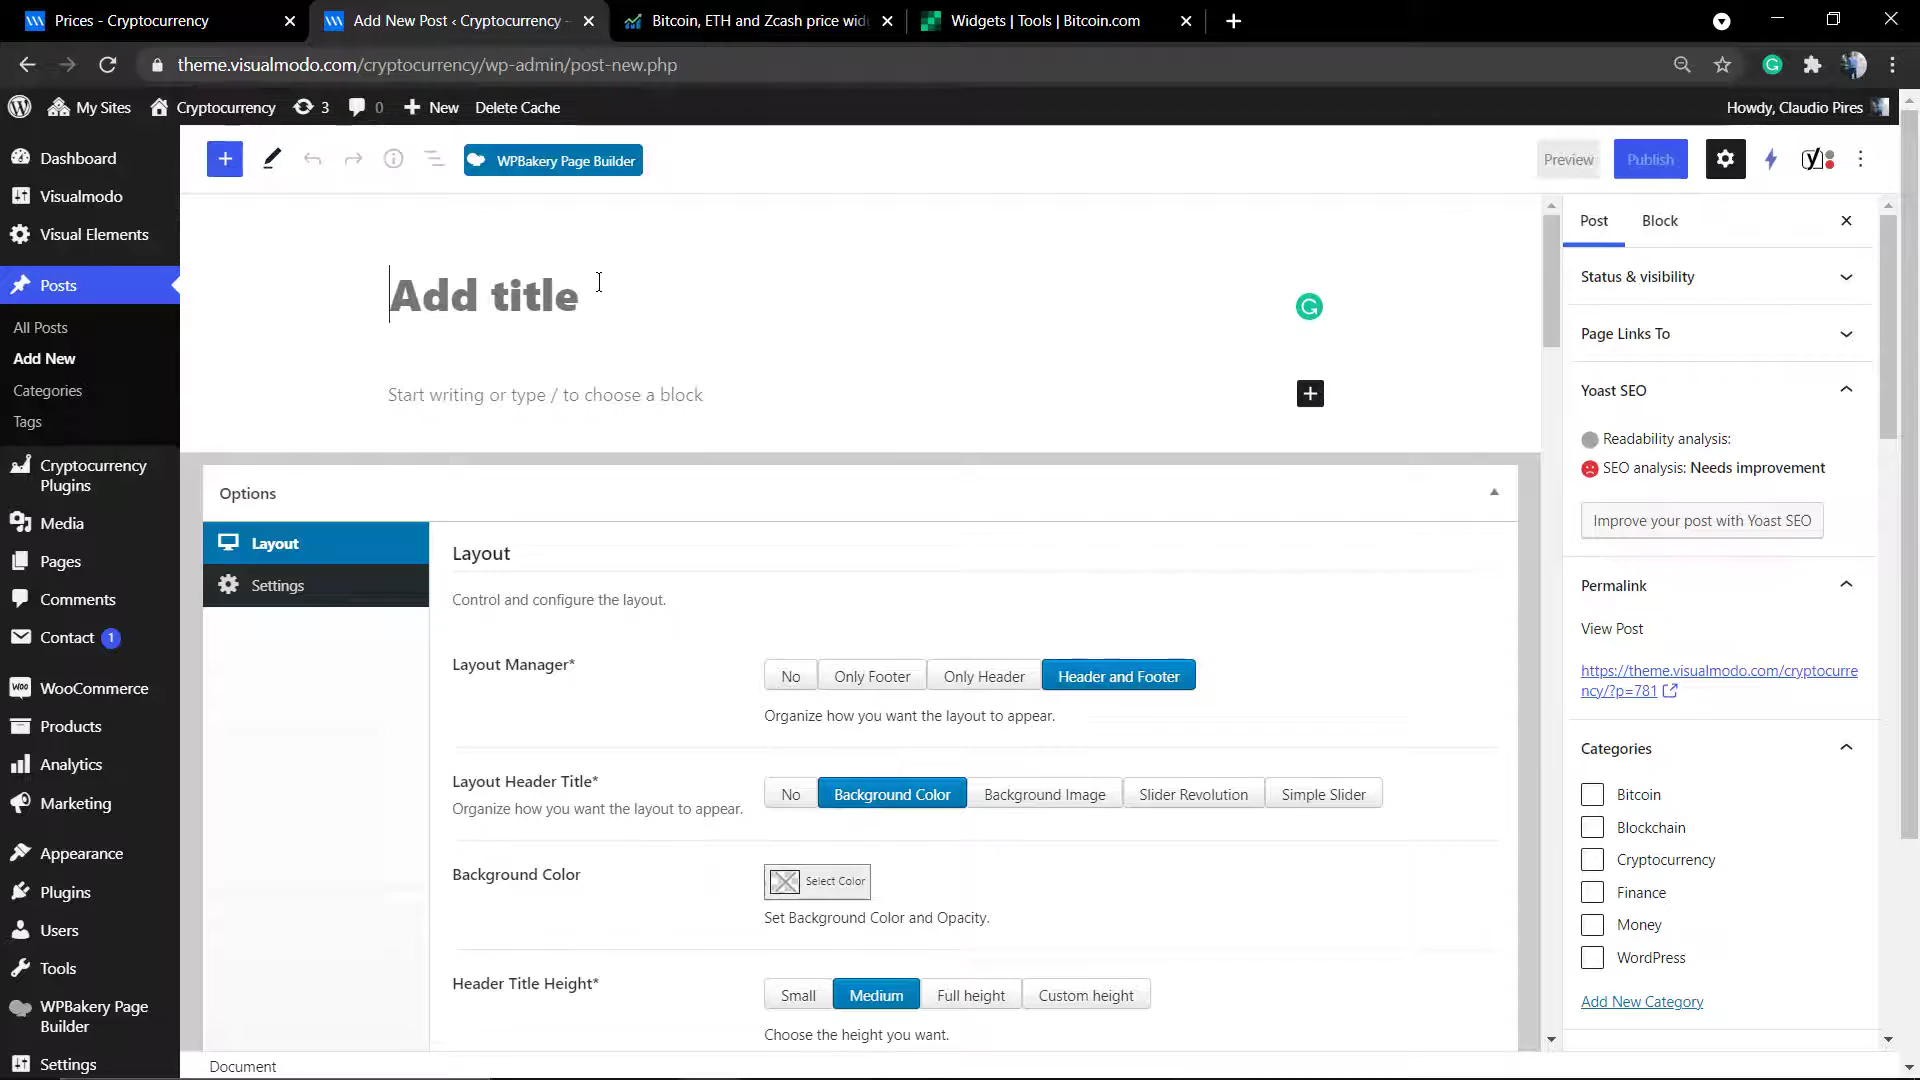 Prices - Cryptocurrency
Add New Post ‹ Cryptocurrency -
Bitcoin, ETH and Zcash price wid
Widgets | Tools | Bitcoin.com
theme.visualmodo.com/cryptocurrency/wp-admin/post-new.php
My Sites
Cryptocurrency
3
0
New
Delete Cache
Howdy, Claudio Pires
Dashboard
Visualmodo
Visual Elements
Posts
All Posts
Add New
Categories
Tags
Cryptocurrency
Plugins
Media
Pages
Comments
Contact 1
WooCommerce
Products
Analytics
Marketing
Appearance
Plugins
Users
Tools
WPBakery Page
Builder
Settings
WPBakery Page Builder
Preview
Publish
Add title
Start writing or type / to choose a block
Options
Layout
Settings
Layout
Control and configure the layout.
Layout Manager*
No
Only Footer
Only Header
Header and Footer
Organize how you want the layout to appear.
Layout Header Title*
Organize how you want the layout to appear.
No
Background Color
Background Image
Slider Revolution
Simple Slider
Background Color
Select Color
Set Background Color and Opacity.
Header Title Height*
Small
Medium
Full height
Custom height
Choose the height you want.
Document
Post
Block
Status & visibility
Page Links To
Yoast SEO
Readability analysis:
SEO analysis: Needs improvement
Improve your post with Yoast SEO
Permalink
View Post
https://theme.visualmodo.com/cryptocurre
ncy/?p=781
Categories
Bitcoin
Blockchain
Cryptocurrency
Finance
Money
WordPress
Add New Category